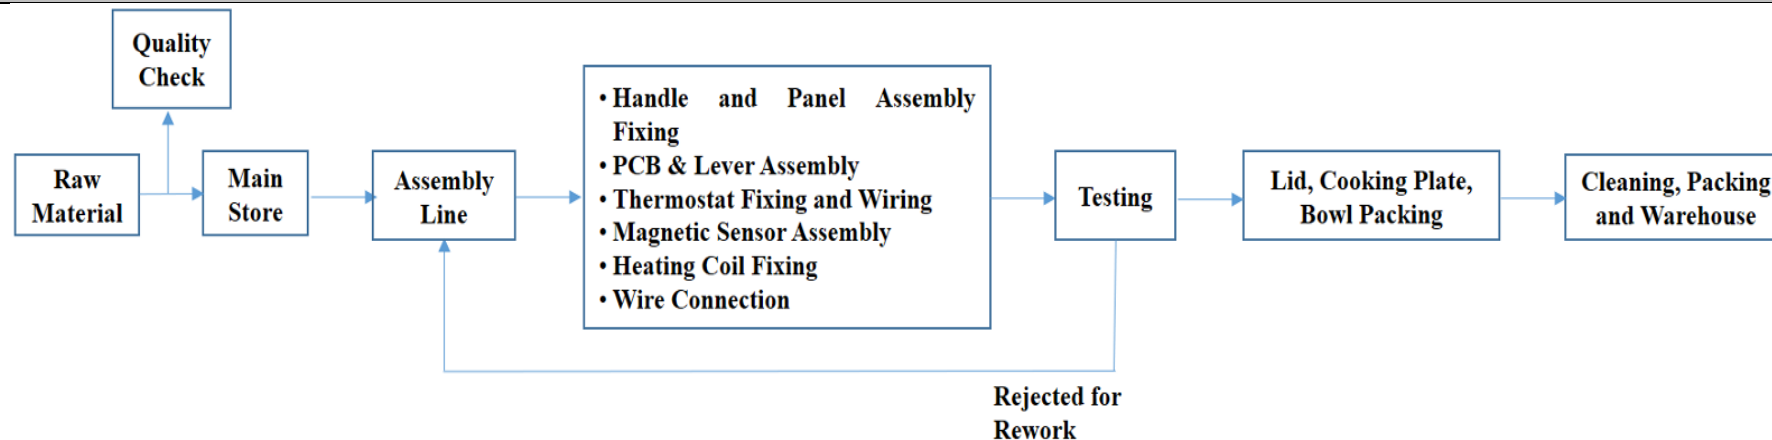 Quality
Check
Raw
Material
Main
Store
Assembly
Line
• Handle and Panel Assembly
Fixing
• PCB & Lever Assembly
• Thermostat Fixing and Wiring
• Magnetic Sensor Assembly
• Heating Coil Fixing
• Wire Connection
Testing
Lid, Cooking Plate,
Bowl Packing
Cleaning, Packing
and Warehouse
Rejected for
Rework